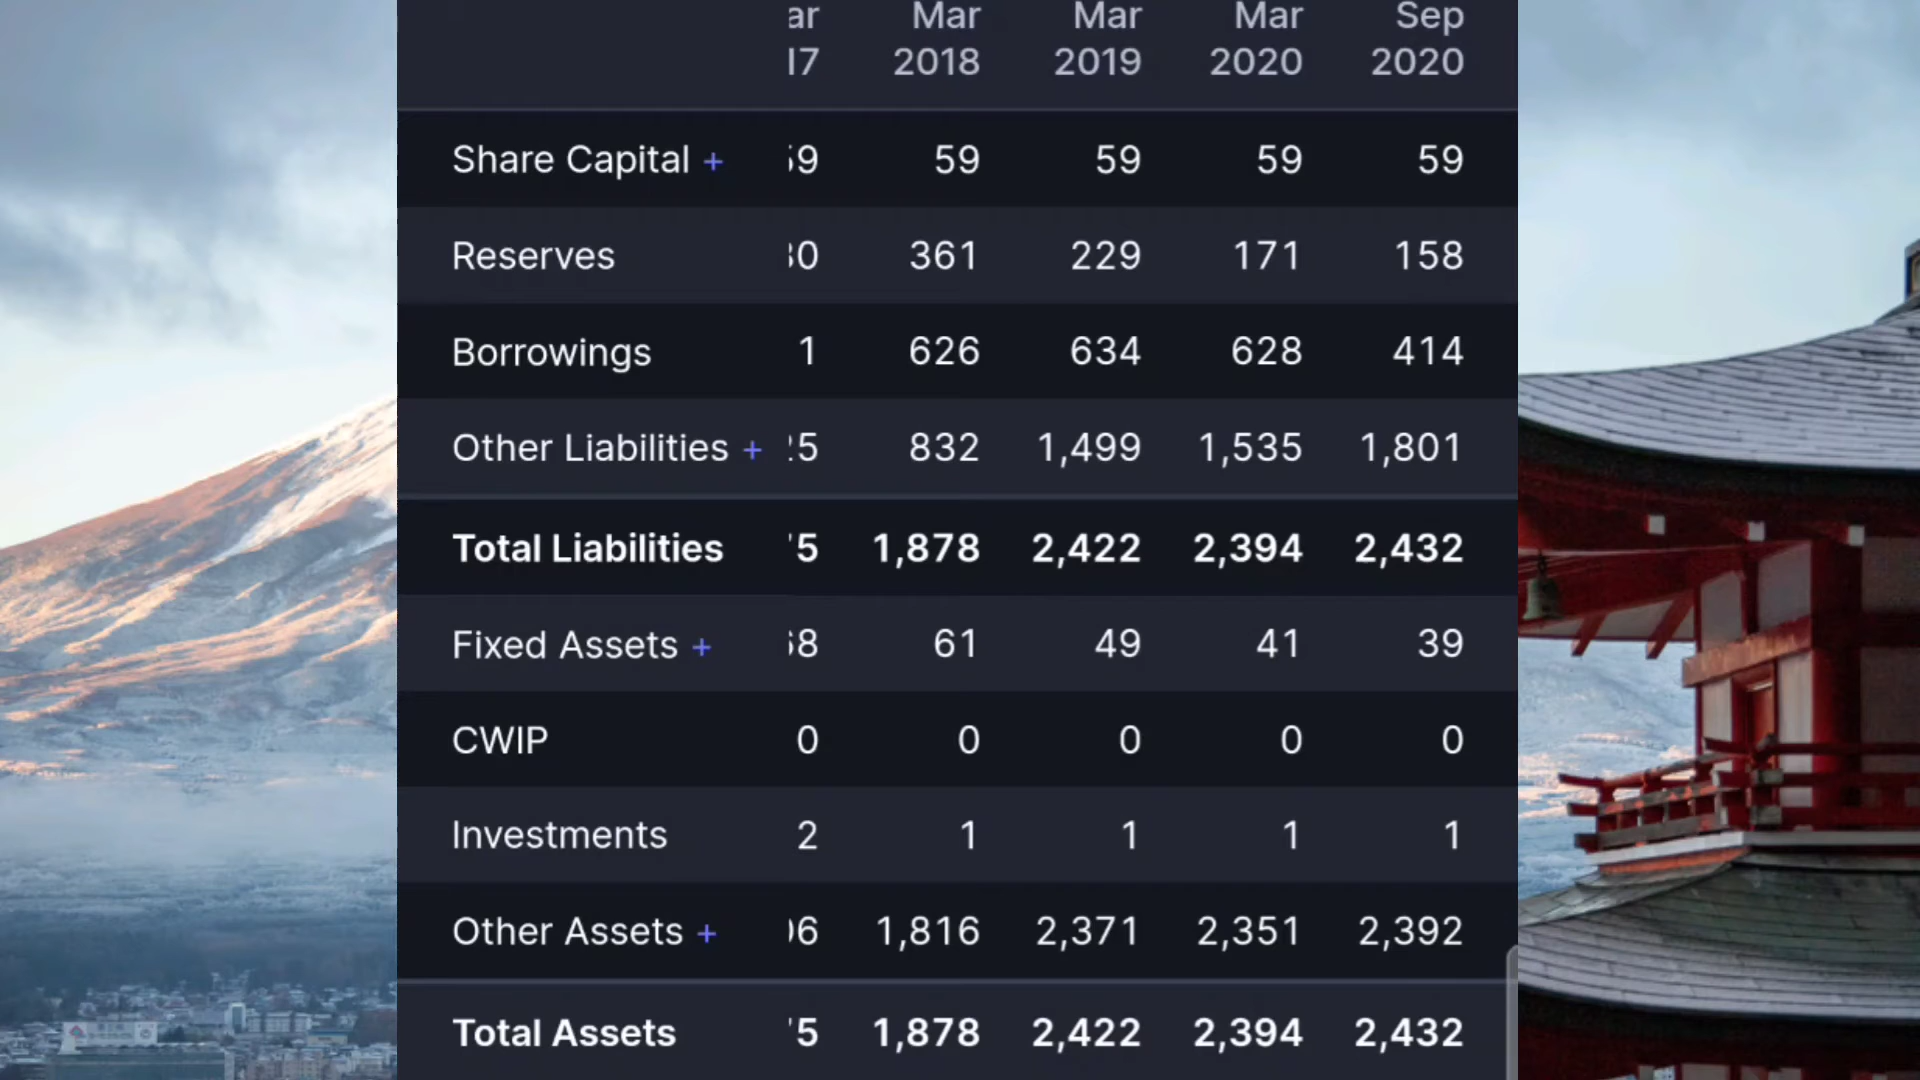 Mar Mar Mar Sep
17 2018 2019 2020 2020
Share Capital + 59 59 59 59
Reserves 361 229 171 158
Borrowings 1 626 634 628 414
Other Liabilities + 832 1,499 1,535 1,801
Total Liabilities 1,878 2,422 2,394 2,432
Fixed Assets + 61 49 41 39
CWIP 0 0 0 0 0
Investments 2 1 1 1 1
Other Assets + 1,816 2,371 2,351 2,392
Total Assets 1,878 2,422 2,394 2,432